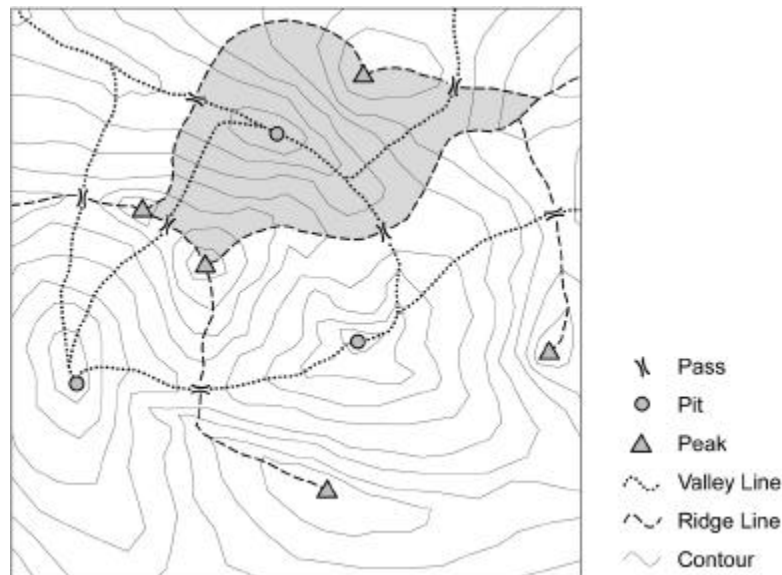 Pass
Pit
Peak
Valley Line
Ridge Line
Contour